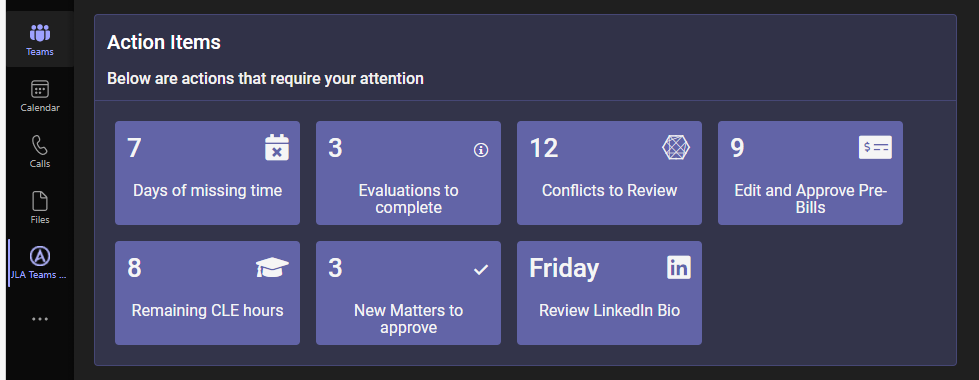 Teams
Calendar
Calls
Files
JLA Teams ...
Action Items
Below are actions that require your attention
7
Days of missing time
3
Evaluations to
complete
12
Conflicts to Review
9
Edit and Approve Pre-
Bills
8
Remaining CLE hours
3
New Matters to
approve
Friday
Review LinkedIn Bio